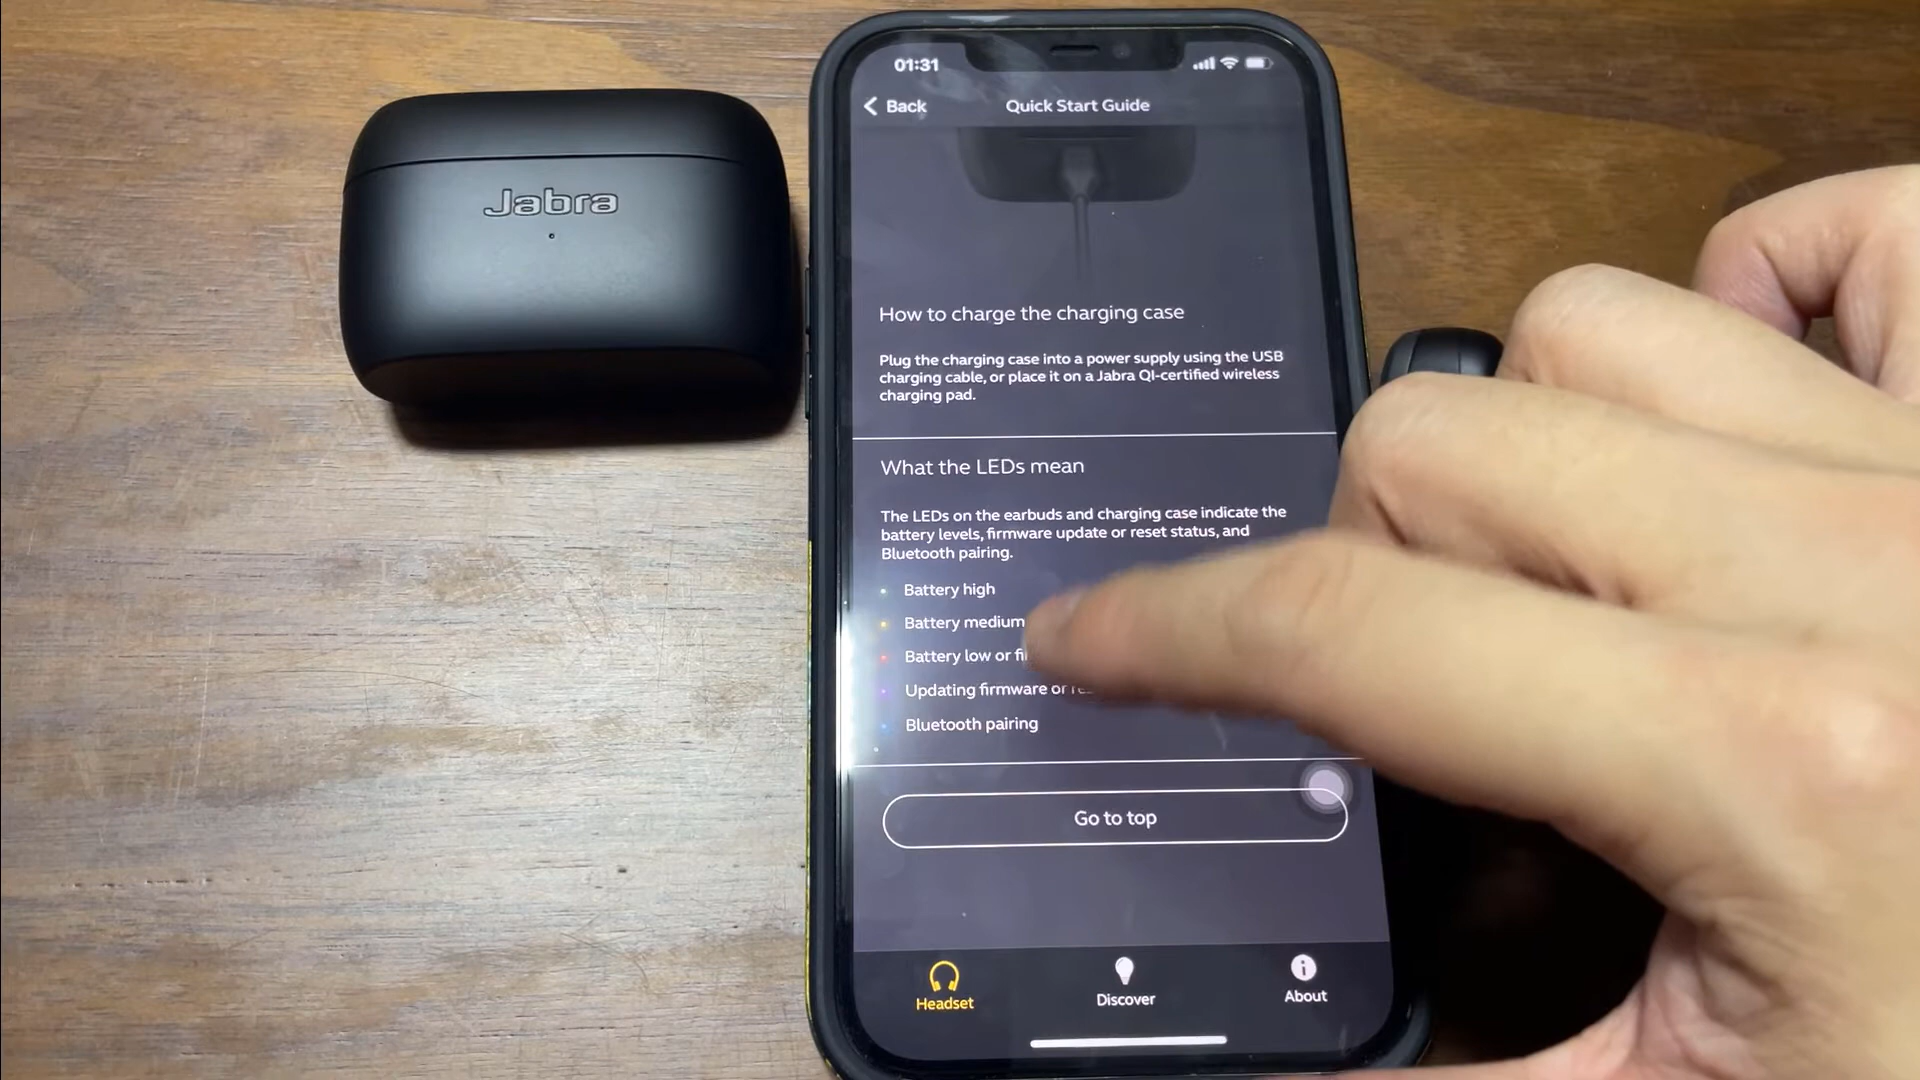 Jabra
01:31
Back
Quick Start Guide
How to charge the charging case
Plug the charging case into a power supply using the USB
charging cable, or place it on a Jabra QI-certified wireless
charging pad.
What the LEDs mean
The LEDs on the earbuds and charging case indicate the
battery levels, firmware update or reset status, and
Bluetooth pairing.
Battery high
Battery medium
Battery low or
Updating firmware or
Bluetooth pairing
Go to top
Headset
Discover
About